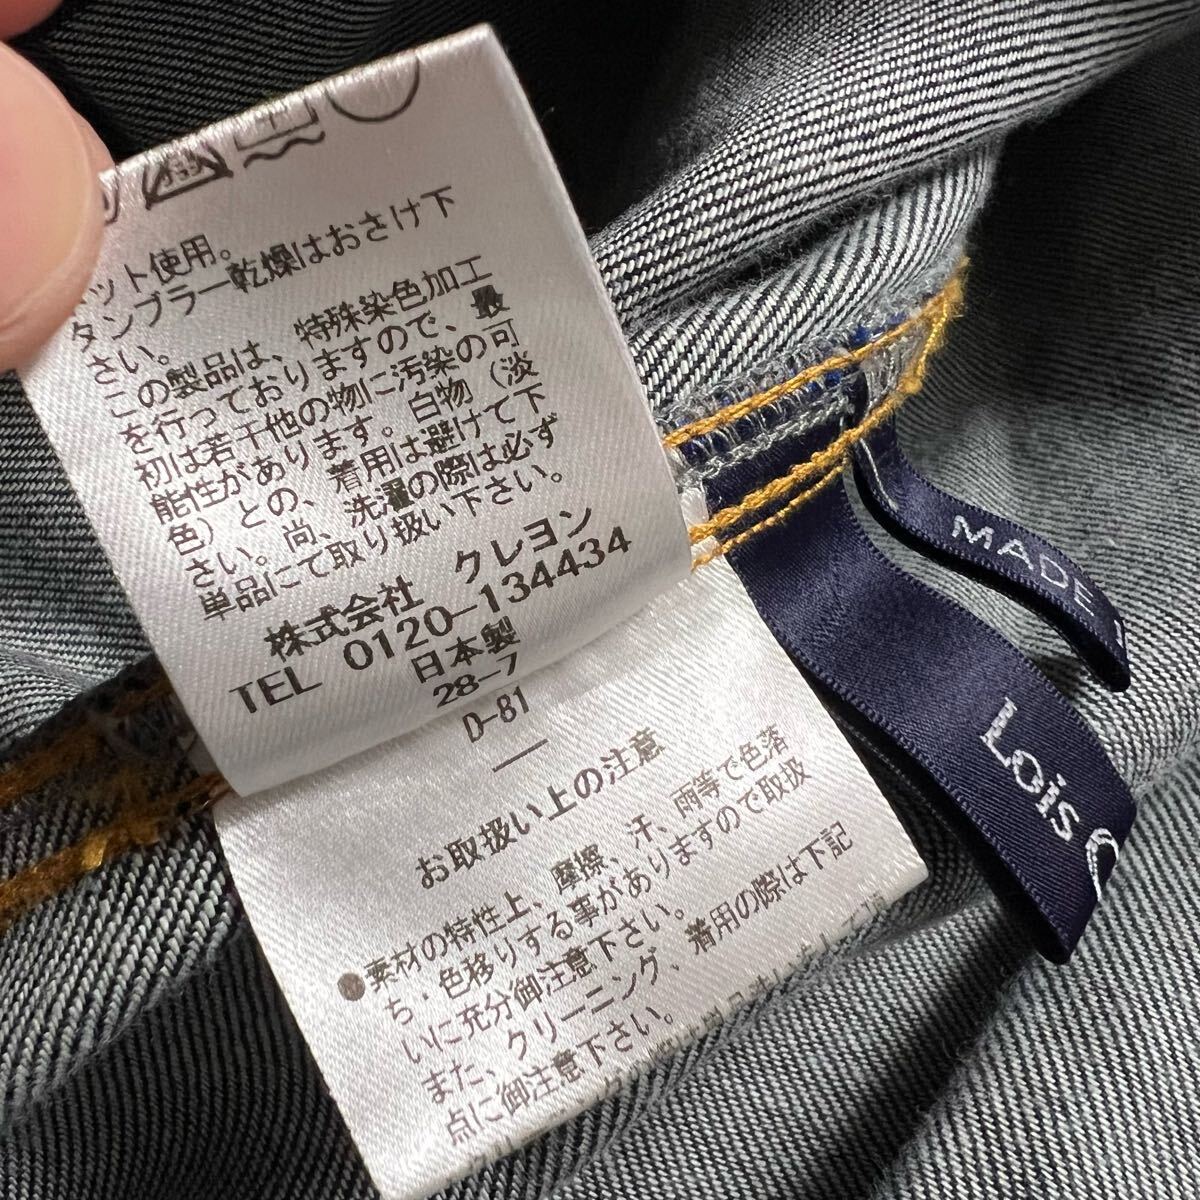 ネット使用。
タンブラー乾燥はおさけ下
さい。
この製品は、特殊染色加工
を行っておりますので、最
初は若干他の物に汚染の可
能性があります。白物（淡
色）との、着用は避けて下
さい。尚、洗濯の際は必ず
単品にて取り扱い下さい。
株式会社 クレヨン
TEL 0120-134434
日本製
28-7
D-81
お取扱い上の注意
●素材の特性上、摩擦、汗、雨等で色落
ち・色移りする事がありますので取扱
いに充分御注意下さい。
また、クリーニング、着用の際は下記
点に御注意下さい。
MADE
Lois